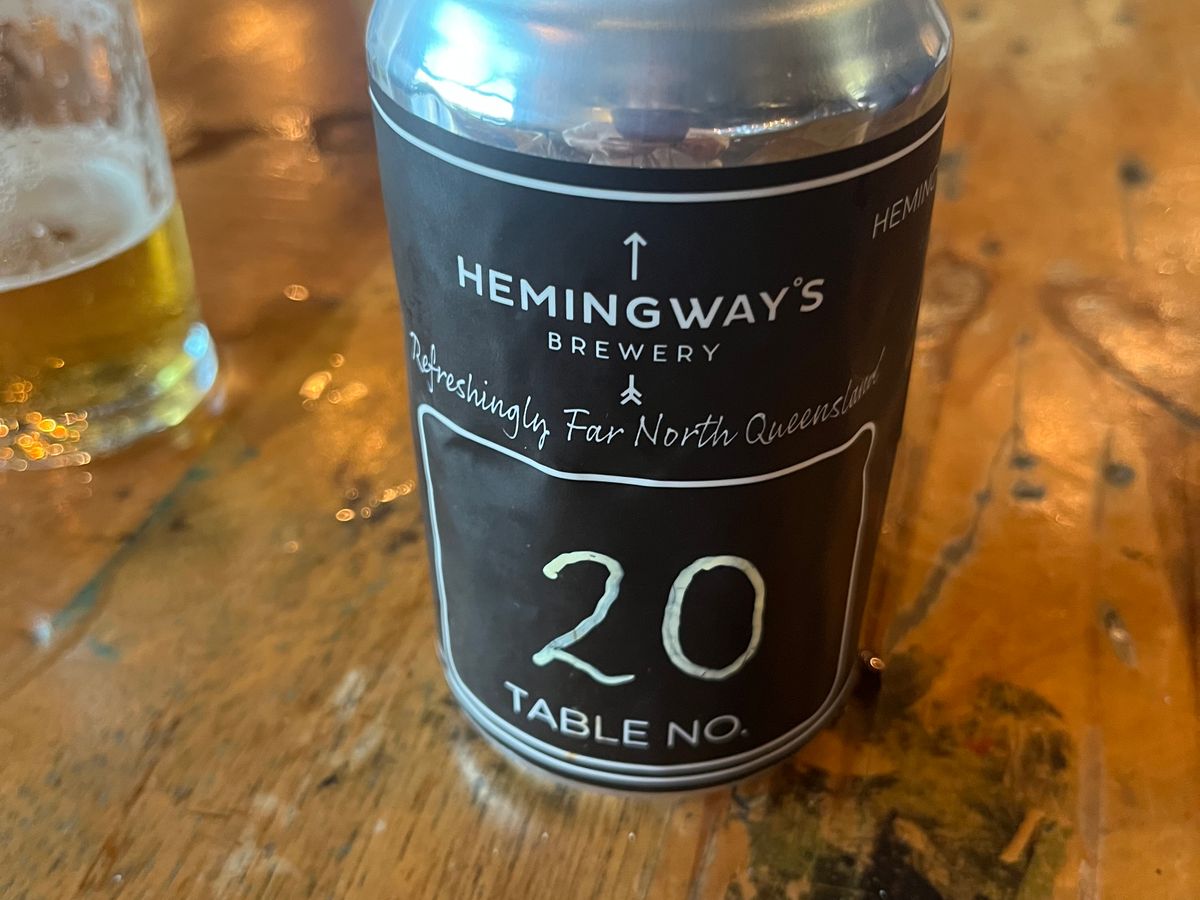 HEMINGWAY'S
BREWERY
Refreshingly Far North Queensland
20
TABLE NO.